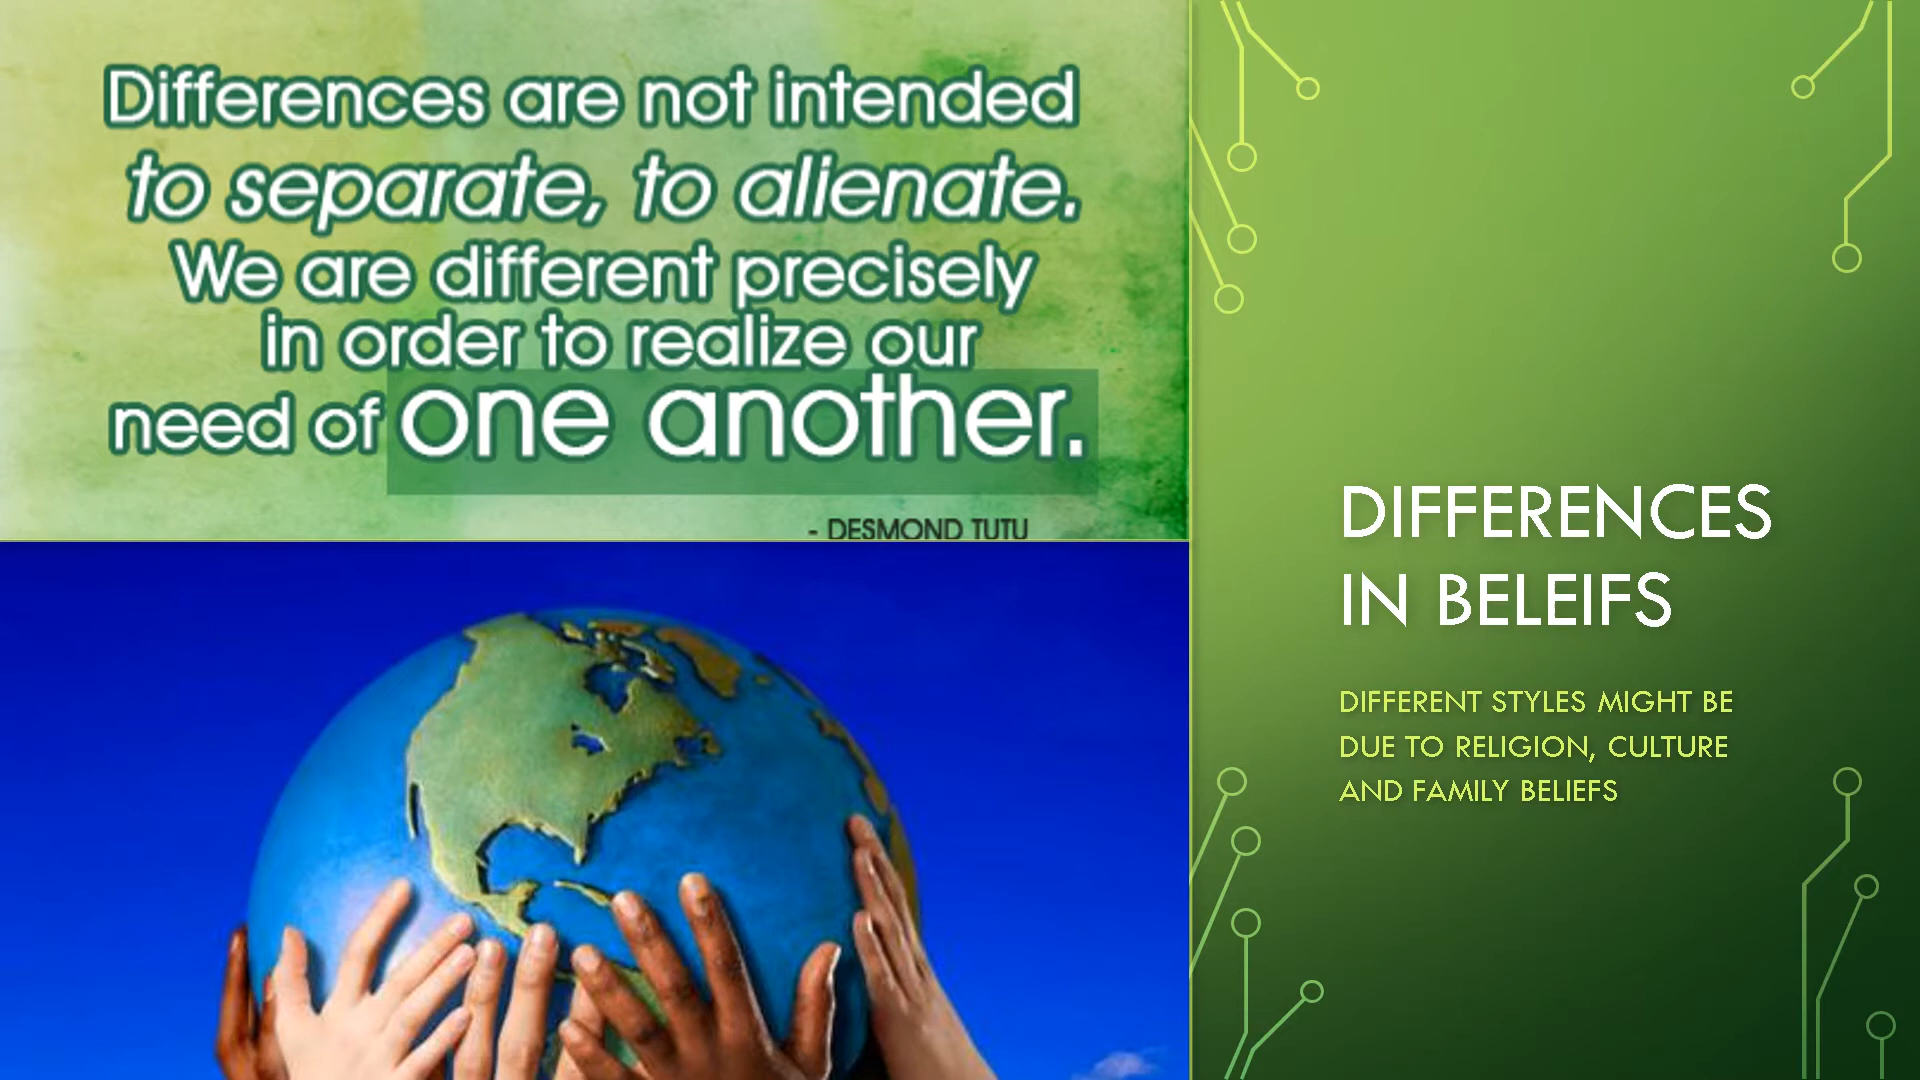 Differences are not intended
to separate, to alienate.
We are different precisely
in order to realize our
need of one another.
- DESMOND TUTU
DIFFERENCES
IN BELEIFS
DIFFERENT STYLES MIGHT BE
DUE TO RELIGION, CULTURE
AND FAMILY BELIEFS